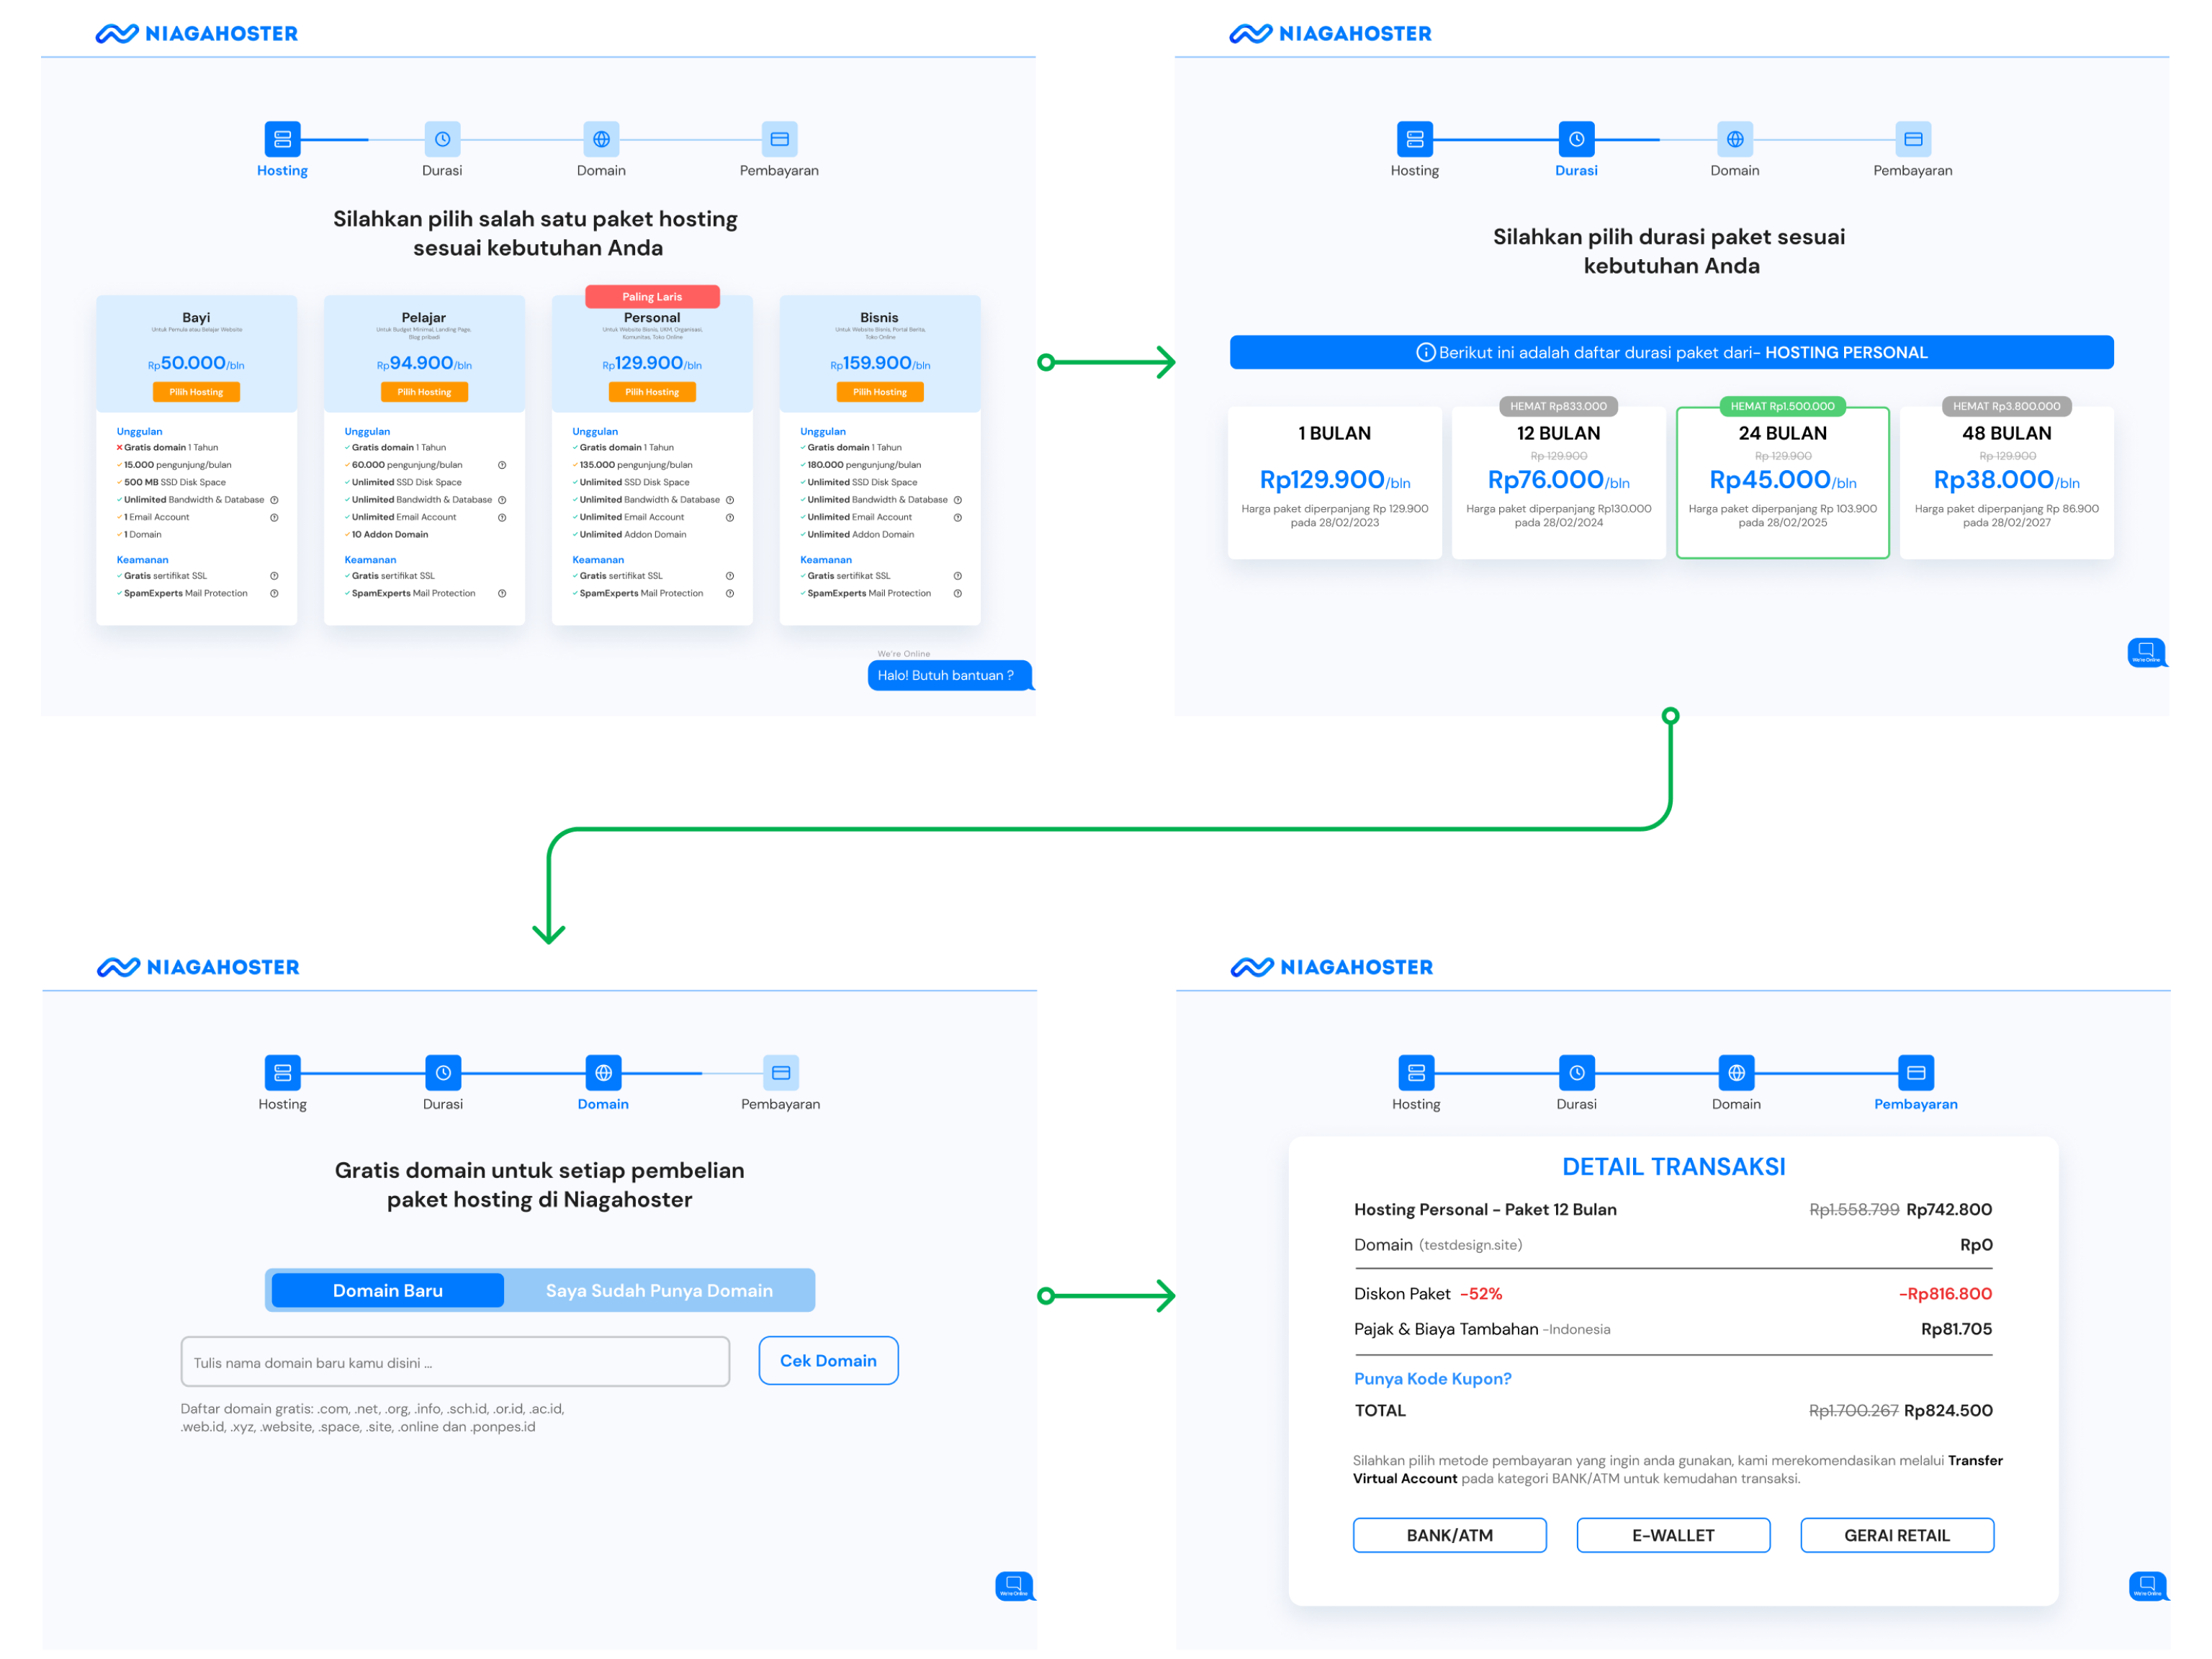 NIAGAHOSTER
Hosting
Durasi
Domain
Pembayaran
Silahkan pilih salah satu paket hosting
sesuai kebutuhan Anda
Bayi
Untuk Pemula atau Belajar Website
Rp50.000/bln
Pilih Hosting
Unggulan
Gratis domain 1 Tahun
15.000 pengunjung/bulan
500 MB SSD Disk Space
Unlimited Bandwidth & Database
1 Email Account
1 Domain
Keamanan
Gratis sertifikat SSL
SpamExperts Mail Protection
Pelajar
Untuk Budget Minimal, Landing Page,
Blog pribadi
Rp94.900/bln
Pilih Hosting
Unggulan
Gratis domain 1 Tahun
60.000 pengunjung/bulan
Unlimited SSD Disk Space
Unlimited Bandwidth & Database
Unlimited Email Account
10 Addon Domain
Keamanan
Gratis sertifikat SSL
SpamExperts Mail Protection
Paling Laris
Personal
Untuk Website Bisnis, UKM, Organisasi,
Komunitas, Toko Online
Rp129.900/bln
Pilih Hosting
Unggulan
Gratis domain 1 Tahun
135.000 pengunjung/bulan
Unlimited SSD Disk Space
Unlimited Bandwidth & Database
Unlimited Email Account
Unlimited Addon Domain
Keamanan
Gratis sertifikat SSL
SpamExperts Mail Protection
Bisnis
Untuk Website Bisnis, Portal Berita,
Toko Online
Rp159.900/bln
Pilih Hosting
Unggulan
Gratis domain 1 Tahun
180.000 pengunjung/bulan
Unlimited SSD Disk Space
Unlimited Bandwidth & Database
Unlimited Email Account
Unlimited Addon Domain
Keamanan
Gratis sertifikat SSL
SpamExperts Mail Protection
We're Online
Halo! Butuh bantuan ?
NIAGAHOSTER
Hosting
Durasi
Domain
Pembayaran
Silahkan pilih durasi paket sesuai
kebutuhan Anda
Berikut ini adalah daftar durasi paket dari- HOSTING PERSONAL
1 BULAN
Rp129.900/bln
Harga paket diperpanjang Rp 129.900
pada 28/02/2023
HEMAT Rp833.000
12 BULAN
Rp 129.900
Rp76.000/bln
Harga paket diperpanjang Rp130.000
pada 28/02/2024
HEMAT Rp1.500.000
24 BULAN
Rp 129.900
Rp45.000/bln
Harga paket diperpanjang Rp 103.900
pada 28/02/2025
HEMAT Rp3.800.000
48 BULAN
Rp 129.900
Rp38.000/bln
Harga paket diperpanjang Rp 86.900
pada 28/02/2027
We're Online
NIAGAHOSTER
Hosting
Durasi
Domain
Pembayaran
Gratis domain untuk setiap pembelian
paket hosting di Niagahoster
Domain Baru
Saya Sudah Punya Domain
Tulis nama domain baru kamu disini ...
Cek Domain
Daftar domain gratis: .com, .net, .org, .info, .sch.id, .or.id, .ac.id,
.web.id, .xyz, .website, .space, .site, .online dan .ponpes.id
We're Online
NIAGAHOSTER
Hosting
Durasi
Domain
Pembayaran
DETAIL TRANSAKSI
Hosting Personal - Paket 12 Bulan Rp1.558.799 Rp742.800
Domain (testdesign.site) Rp0
Diskon Paket -52% -Rp816.800
Pajak & Biaya Tambahan -Indonesia Rp81.705
Punya Kode Kupon?
TOTAL Rp1.700.267 Rp824.500
Silahkan pilih metode pembayaran yang ingin anda gunakan, kami merekomendasikan melalui Transfer
Virtual Account pada kategori BANK/ATM untuk kemudahan transaksi.
BANK/ATM
E-WALLET
GERAI RETAIL
We're Online